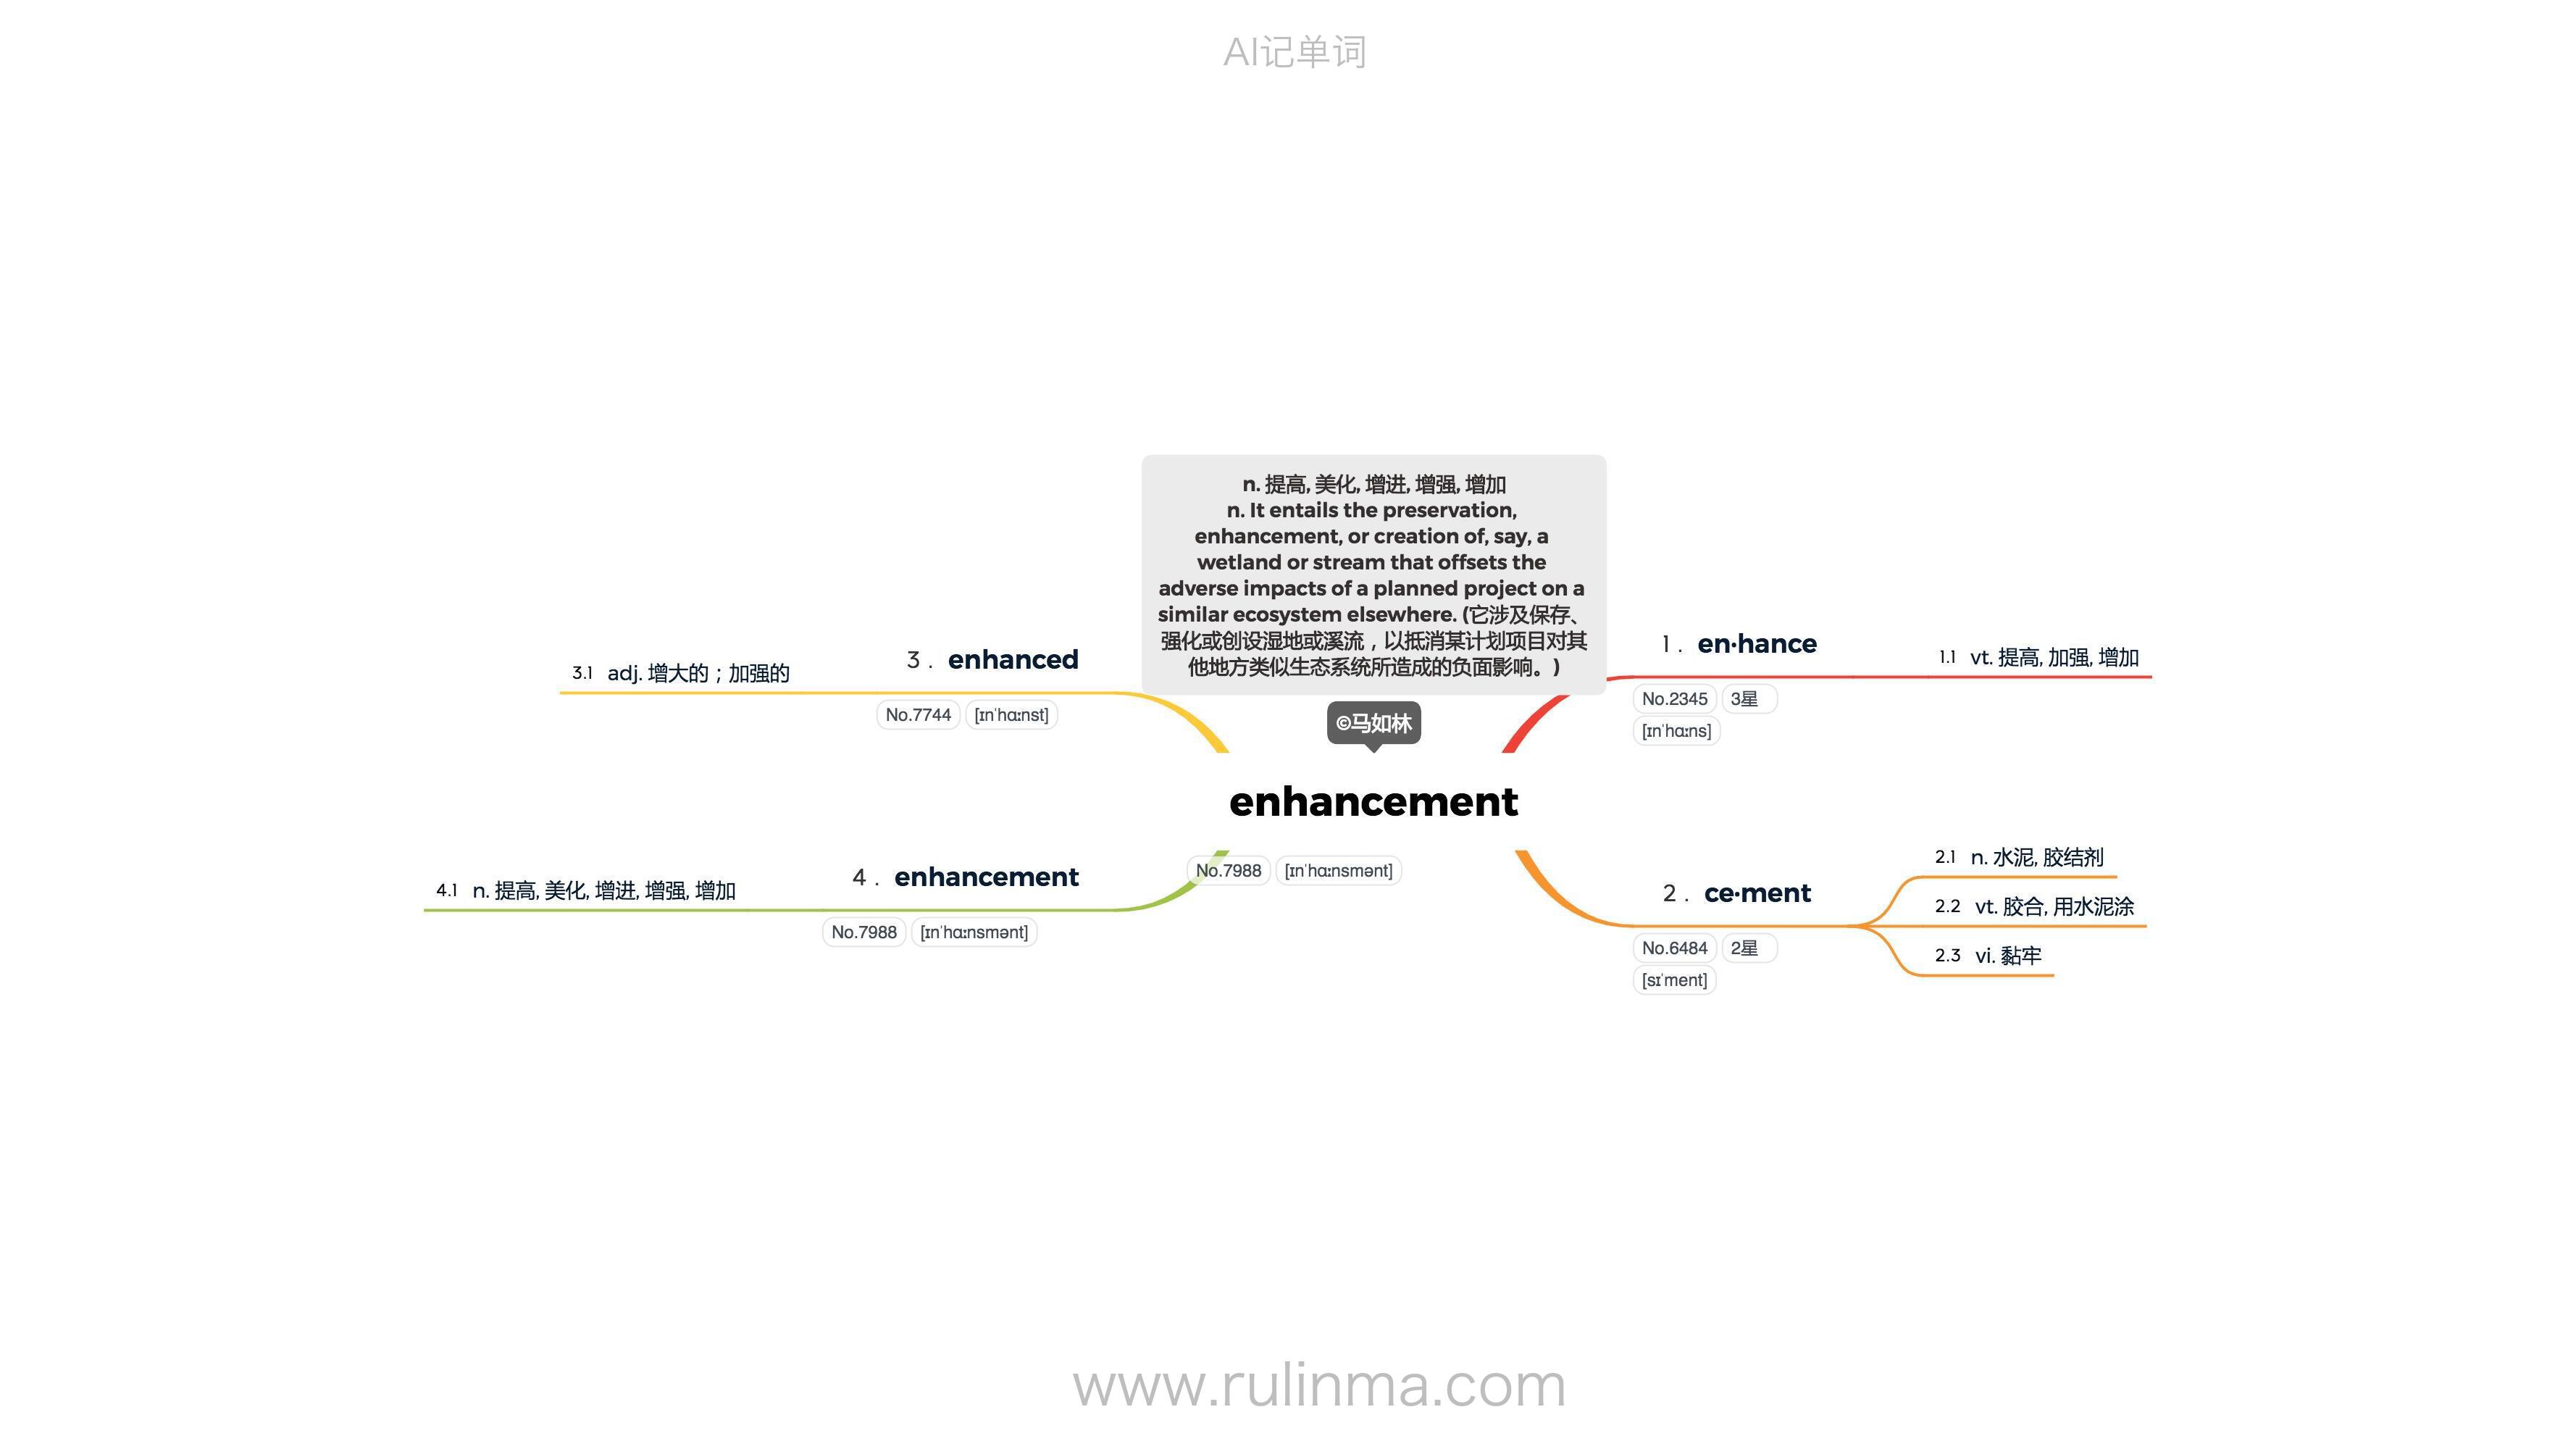 AI记单词
n. 提高, 美化, 增进, 增强, 增加
n. It entails the preservation,
enhancement, or creation of, say, a
wetland or stream that offsets the
adverse impacts of a planned project on a
similar ecosystem elsewhere. (它涉及保存、
强化或创设湿地或溪流，以抵消某计划项目对其
他地方类似生态系统所造成的负面影响。)
©马如林
enhancement
No.7988 [ɪnˈhɑːnsmənt]
1. en·hance
No.2345 3星
[ɪnˈhɑːns]
1.1 vt. 提高, 加强, 增加
2. ce·ment
No.6484 2星
[sɪˈment]
2.1 n. 水泥, 胶结剂
2.2 vt. 胶合, 用水泥涂
2.3 vi. 黏牢
3. enhanced
No.7744 [ɪnˈhɑːnst]
3.1 adj. 增大的；加强的
4. enhancement
No.7988 [ɪnˈhɑːnsmənt]
4.1 n. 提高, 美化, 增进, 增强, 增加
www.rulinma.com